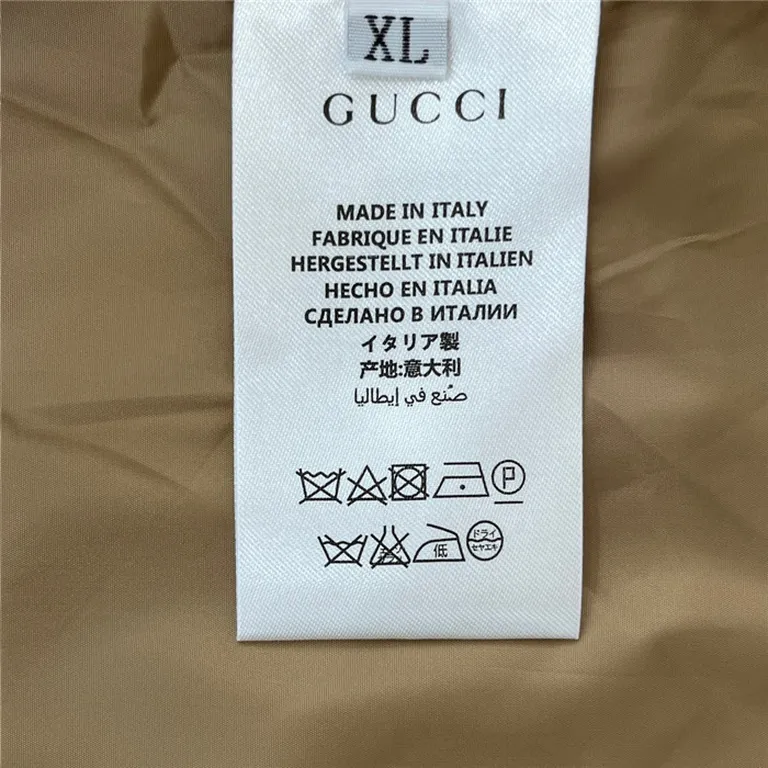 XL
GUCCI
MADE IN ITALY
FABRIQUE EN ITALIE
HERGESTELLT IN ITALIEN
HECHO EN ITALIA
СДЕЛАНО В ИТАЛИИ
イタリア製
产地:意大利
صُنع في إيطاليا
P
低
ドライ
セキユ系